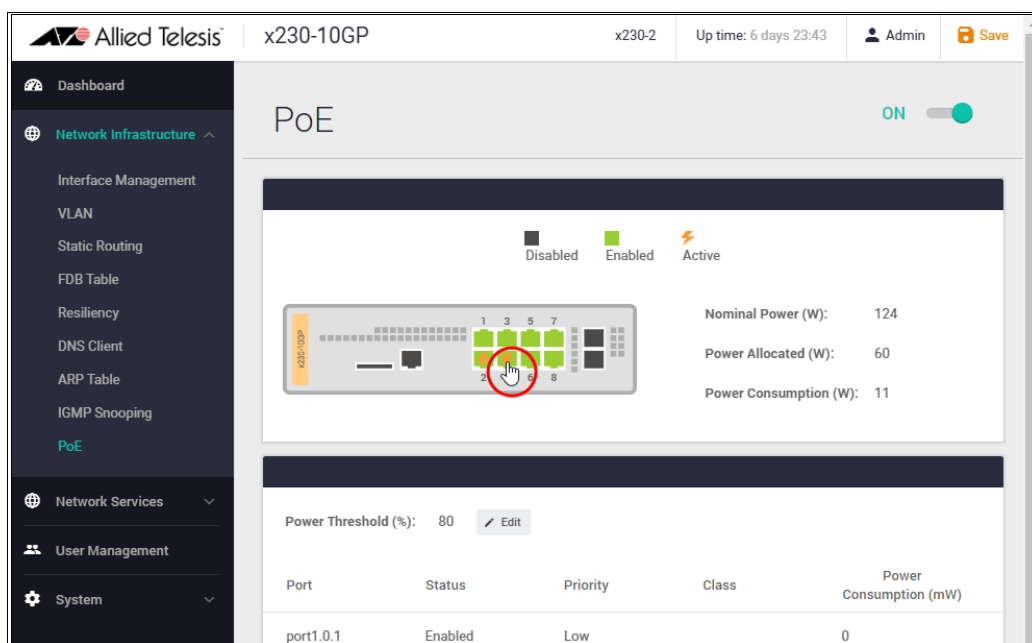 Allied Telesis
x230-10GP
x230-2
Up time: 6 days 23:43
Admin
Save
Dashboard
Network Infrastructure
Interface Management
VLAN
Static Routing
FDB Table
Resiliency
DNS Client
ARP Table
IGMP Snooping
PoE
Network Services
User Management
System
PoE
ON
Disabled
Enabled
Active
x230-10GP
1 3 5 7
2 6 8
Nominal Power (W): 124
Power Allocated (W): 60
Power Consumption (W): 11
Power Threshold (%): 80 Edit
Port Status Priority Class Power Consumption (mW)
port1.0.1 Enabled Low 0